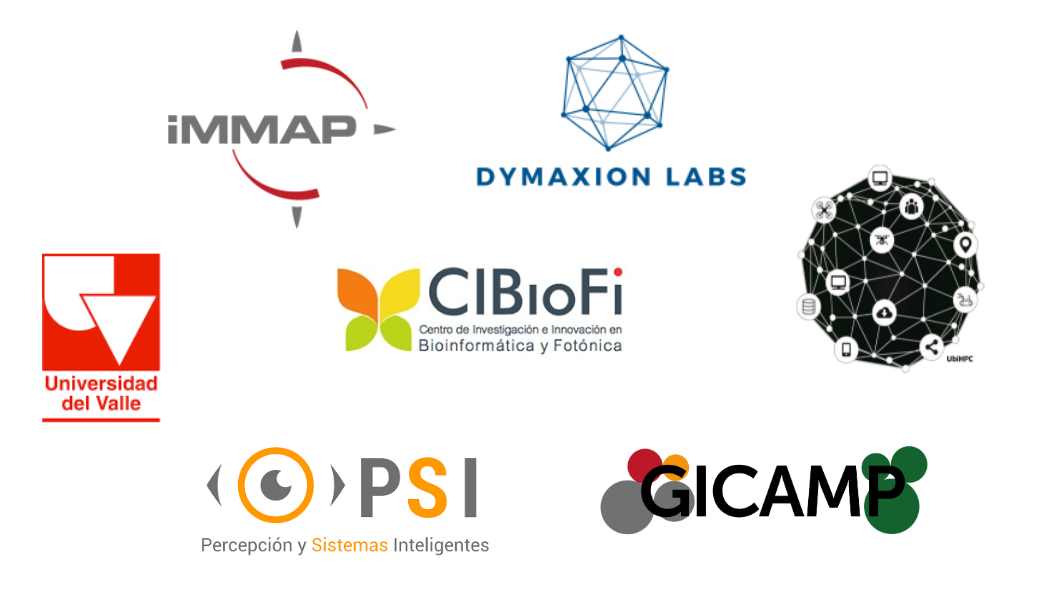 iMMAP
DYMAXION LABS
UbiHPC
Universidad
del Valle
CIBioFi
Centro de Investigación e Innovación en
Bioinformática y Fotónica
PSI
Percepción y Sistemas Inteligentes
GICAMP